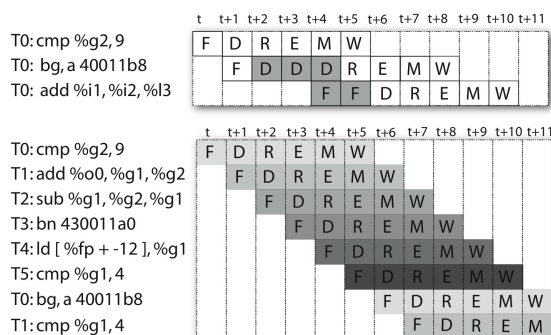 t t+1 t+2 t+3 t+4 t+5 t+6 t+7 t+8 t+9 t+10 t+11
T0: cmp %g2, 9 F D R E M W
T0: bg, a 40011b8 F D D D R E M W
T0: add %i1, %i2, %l3 F F D R E M W
t t+1 t+2 t+3 t+4 t+5 t+6 t+7 t+8 t+9 t+10 t+11
T0: cmp %g2, 9 F D R E M W
T1: add %o0, %g1, %g2 F D R E M W
T2: sub %g1, %g2, %g1 F D R E M W
T3: bn 430011a0 F D R E M W
T4: ld [ %fp + -12 ], %g1 F D R E M W
T5: cmp %g1, 4 F D R E M W
T0: bg, a 40011b8 F D R E M W
T1: cmp %g1, 4 F D R E M